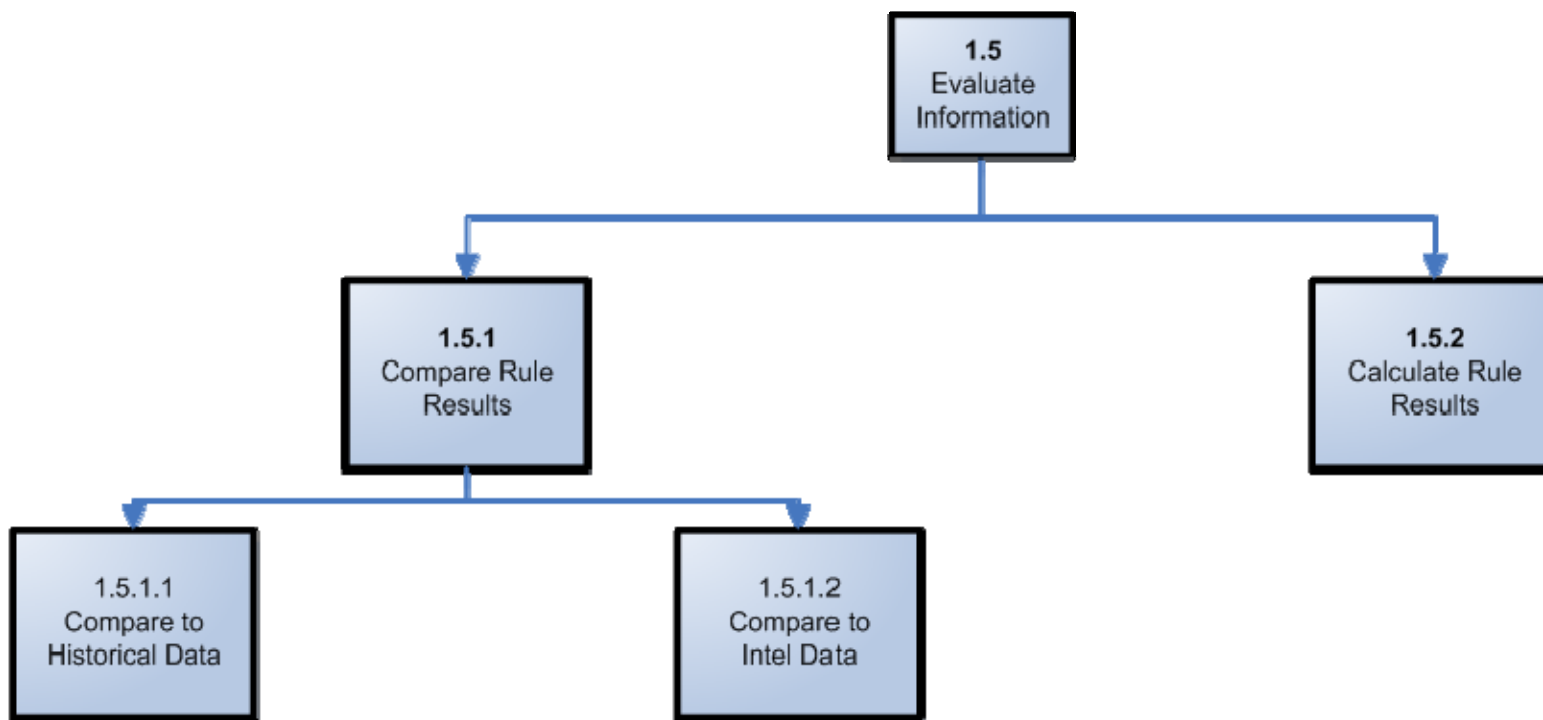 1.5
Evaluate
Information
1.5.1
Compare Rule
Results
1.5.2
Calculate Rule
Results
1.5.1.1
Compare to
Historical Data
1.5.1.2
Compare to
Intel Data